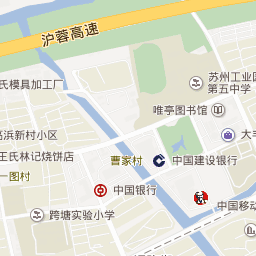 沪蓉高速
苏州工业园
第五中学
氏模具加工厂
唯亭图书馆
浜新村小区
大丰
王氏林记烧饼店
曹家村
中国建设银行
一图村
中国银行
跨塘实验小学
中国移动